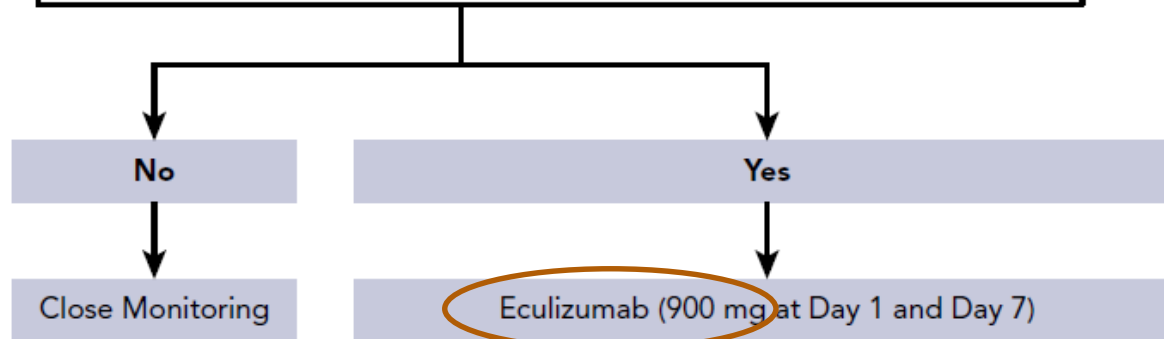 No
Yes
Close Monitoring
Eculizumab (900 mg at Day 1 and Day 7)